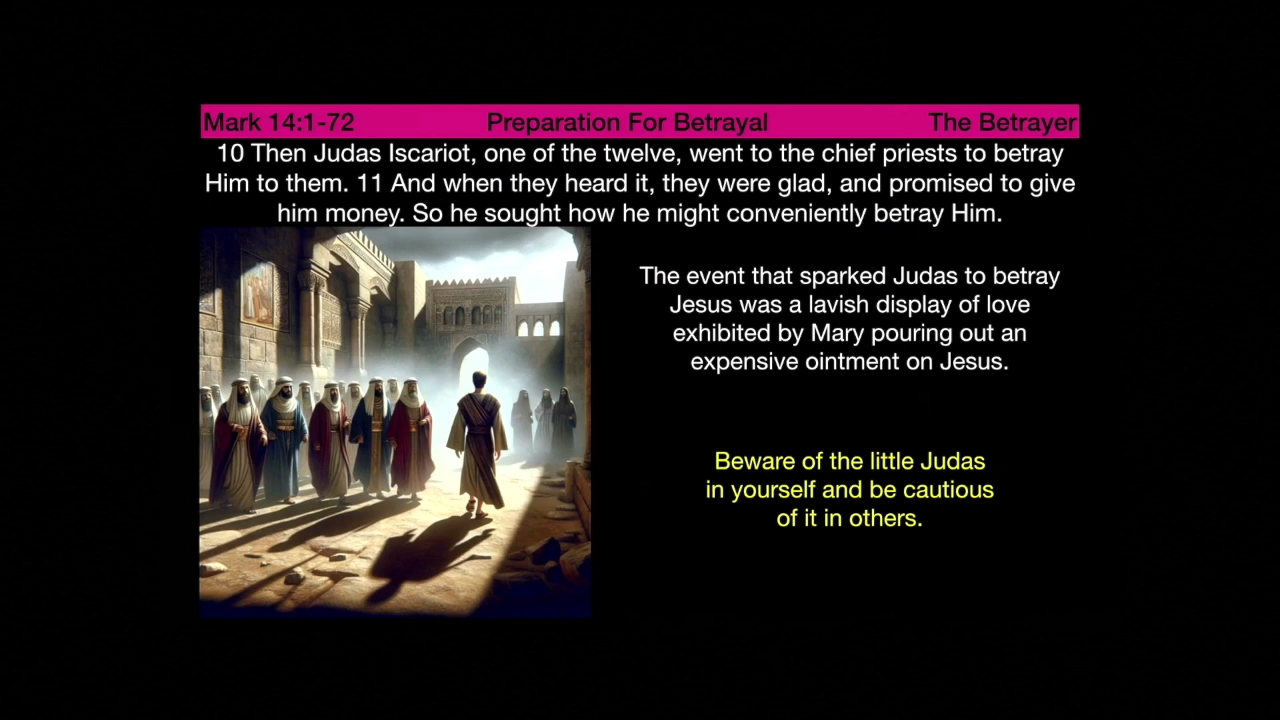 Mark 14:1-72 Preparation For Betrayal The Betrayer
10 Then Judas Iscariot, one of the twelve, went to the chief priests to betray
Him to them. 11 And when they heard it, they were glad, and promised to give
him money. So he sought how he might conveniently betray Him.
The event that sparked Judas to betray
Jesus was a lavish display of love
exhibited by Mary pouring out an
expensive ointment on Jesus.
Beware of the little Judas
in yourself and be cautious
of it in others.